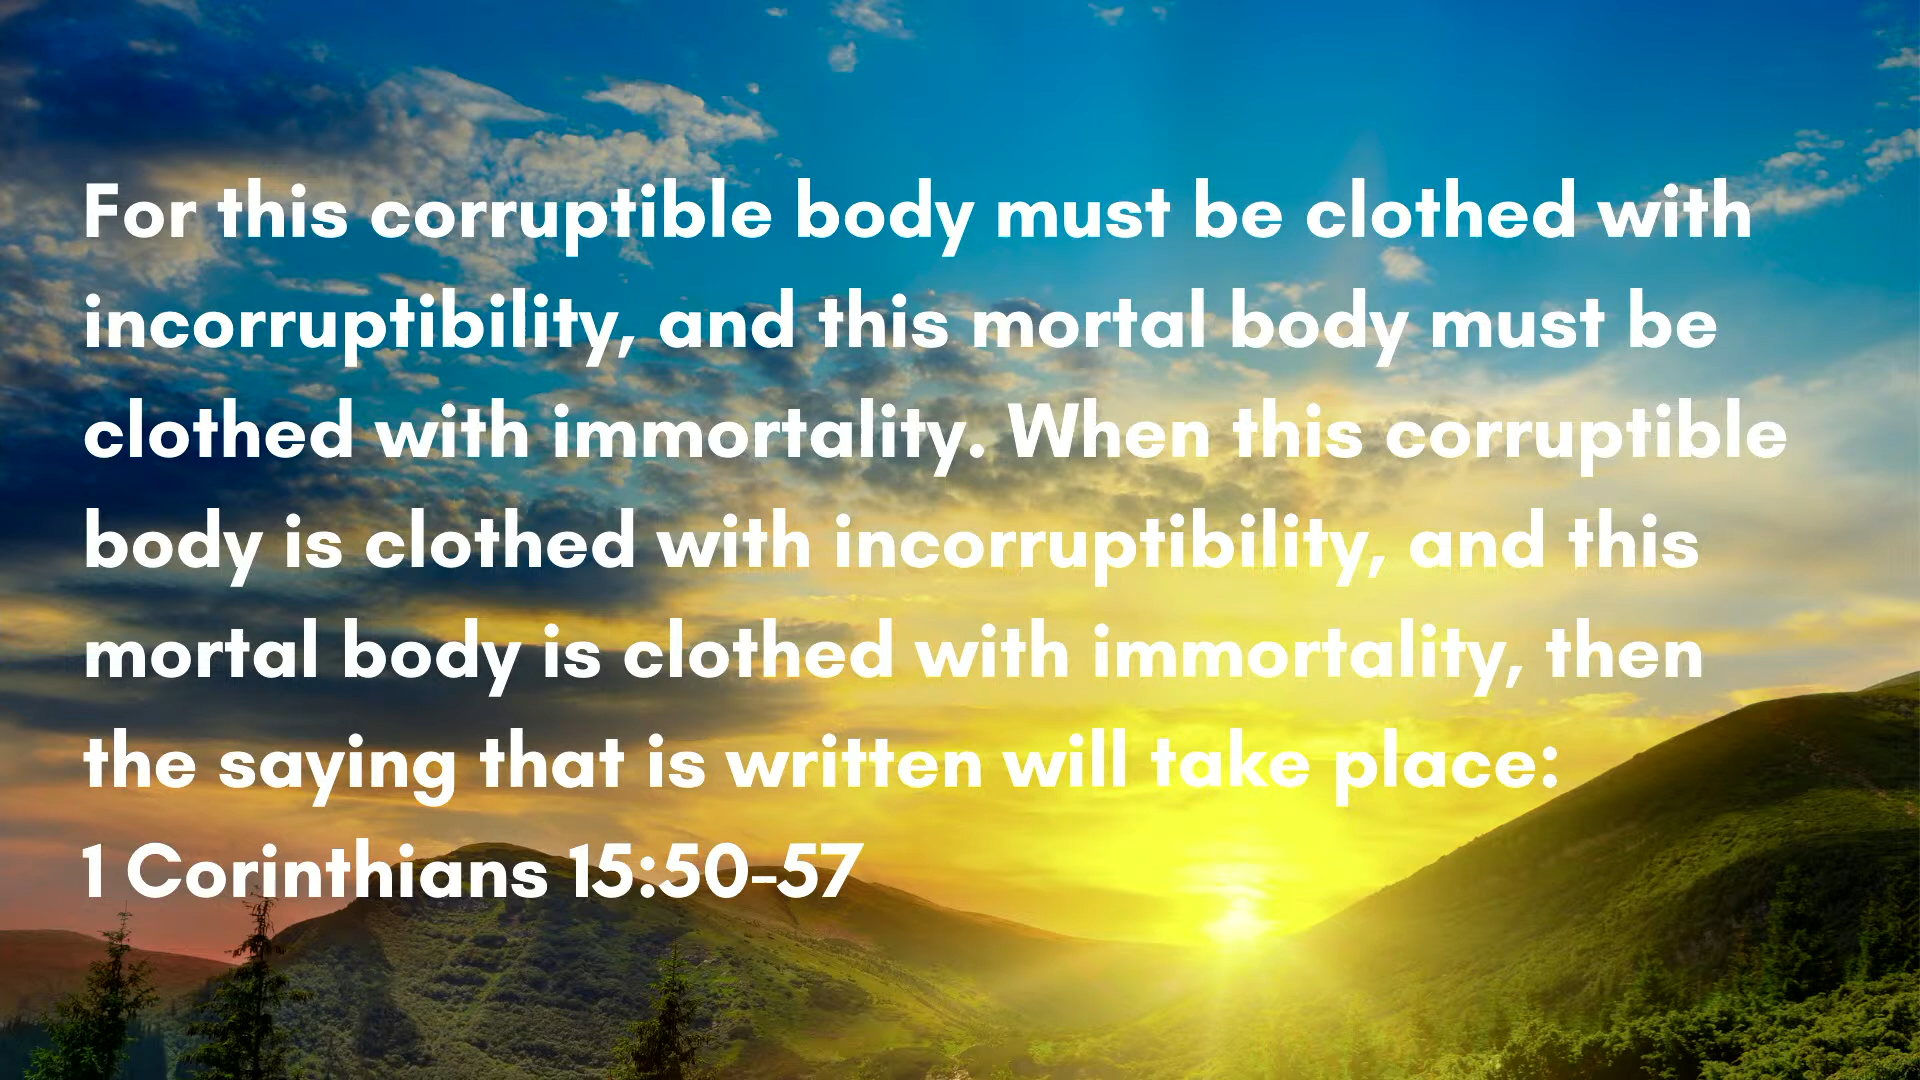 For this corruptible body must be clothed with
incorruptibility, and this mortal body must be
clothed with immortality. When this corruptible
body is clothed with incorruptibility, and this
mortal body is clothed with immortality, then
the saying that is written will take place:
1 Corinthians 15:50-57